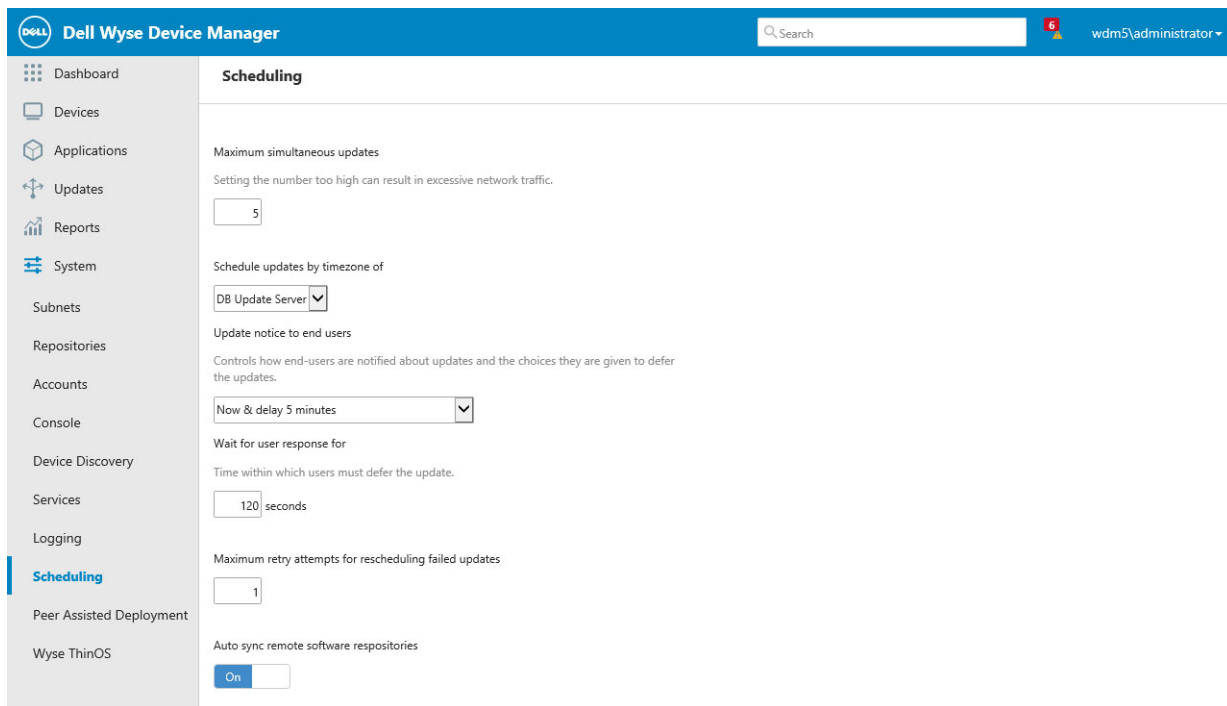 DELL Dell Wyse Device Manager
Search
6
wdm5\administrator
Dashboard
Devices
Applications
Updates
Reports
System
Subnets
Repositories
Accounts
Console
Device Discovery
Services
Logging
Scheduling
Peer Assisted Deployment
Wyse ThinOS
Scheduling
Maximum simultaneous updates
Setting the number too high can result in excessive network traffic.
5
Schedule updates by timezone of
DB Update Server
Update notice to end users
Controls how end-users are notified about updates and the choices they are given to defer
the updates.
Now & delay 5 minutes
Wait for user response for
Time within which users must defer the update.
120 seconds
Maximum retry attempts for rescheduling failed updates
1
Auto sync remote software respositories
On